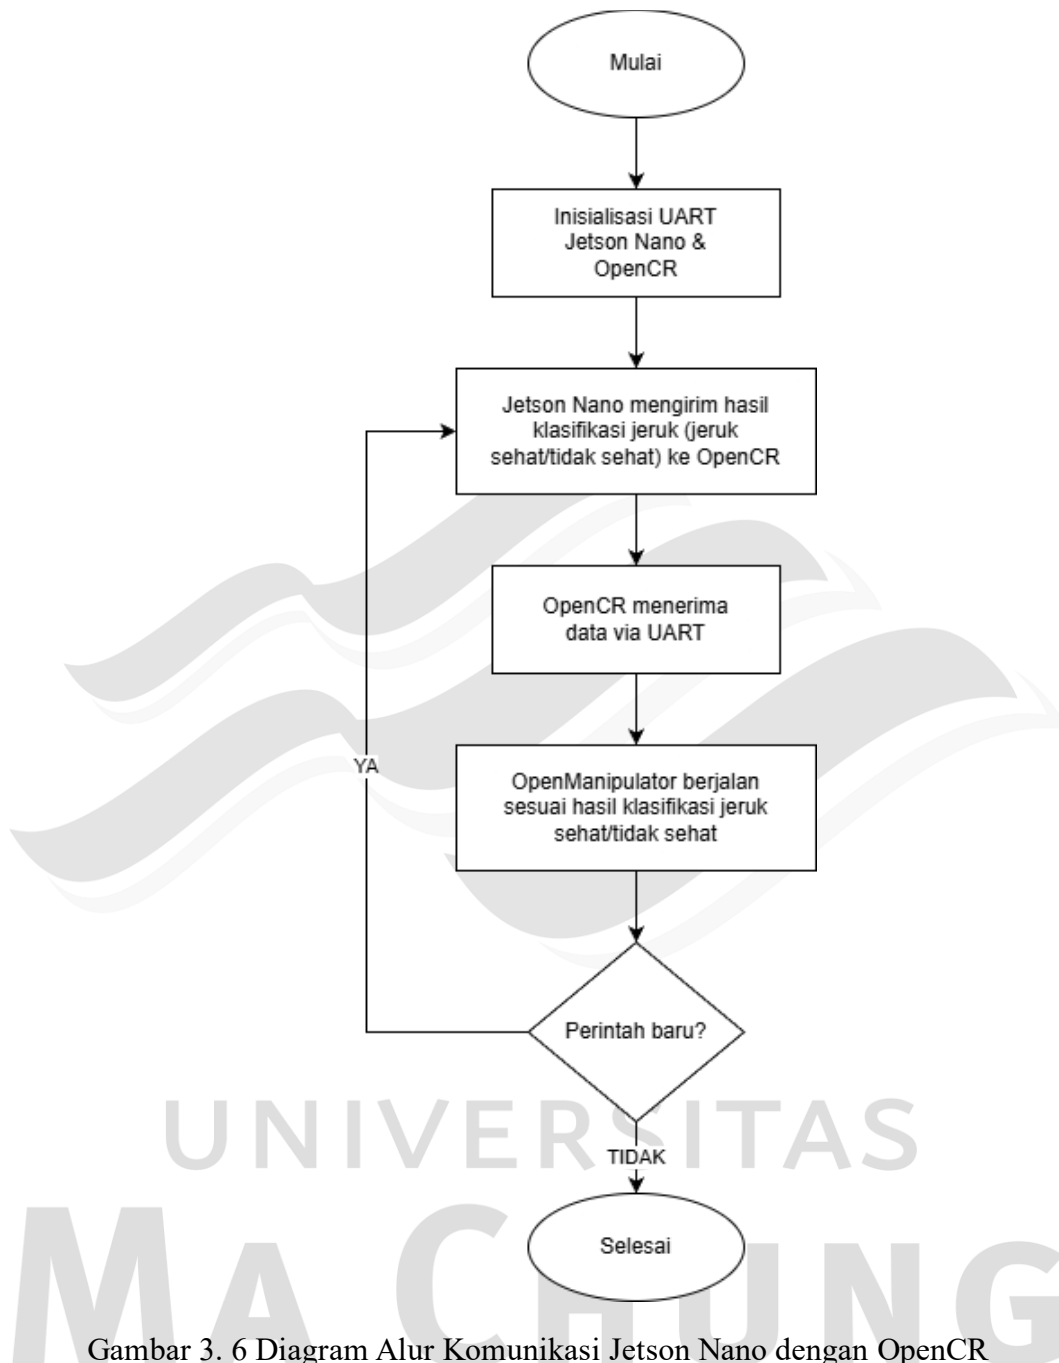 Mulai
Inisialisasi UART
Jetson Nano &
OpenCR
Jetson Nano mengirim hasil
klasifikasi jeruk (jeruk
sehat/tidak sehat) ke OpenCR
OpenCR menerima
data via UART
YA
OpenManipulator berjalan
sesuai hasil klasifikasi jeruk
sehat/tidak sehat
Perintah baru?
UNIVERSITAS
TIDAK
MA CHUNG
Selesai
Gambar 3. 6 Diagram Alur Komunikasi Jetson Nano dengan OpenCR